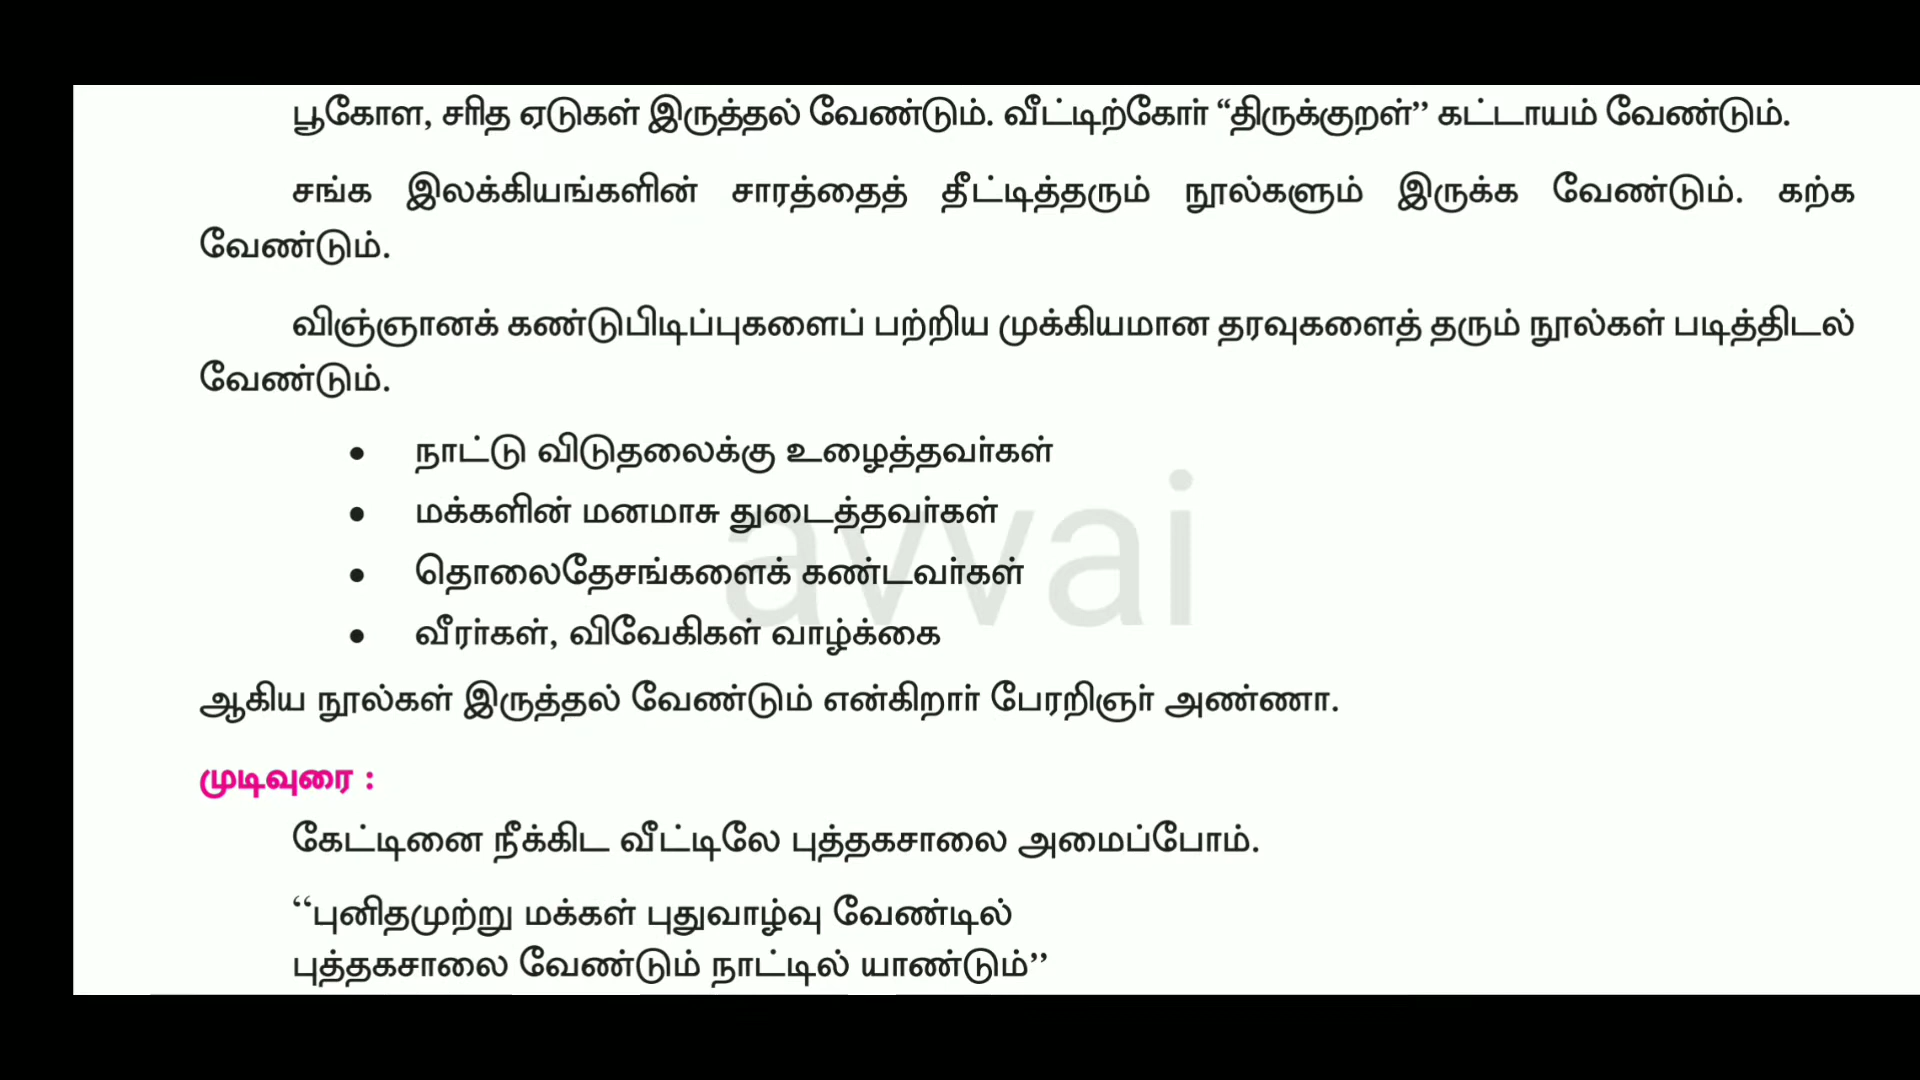 பூகோள, சரித ஏடுகள் இருத்தல் வேண்டும். வீட்டிற்கோர் “திருக்குறள்’’ கட்டாயம் வேண்டும்.
சங்க இலக்கியங்களின் சாரத்தைத் தீட்டித்தரும் நூல்களும் இருக்க வேண்டும். கற்க
வேண்டும்.
விஞ்ஞானக் கண்டுபிடிப்புகளைப் பற்றிய முக்கியமான தரவுகளைத் தரும் நூல்கள் படித்திடல்
வேண்டும்.
• நாட்டு விடுதலைக்கு உழைத்தவர்கள்
• மக்களின் மனமாசு துடைத்தவர்கள்
avvai
• தொலைதேசங்களைக் கண்டவர்கள்
• வீரர்கள், விவேகிகள் வாழ்க்கை
ஆகிய நூல்கள் இருத்தல் வேண்டும் என்கிறார் பேரறிஞர் அண்ணா.
முடிவுரை :
கேட்டினை நீக்கிட வீட்டிலே புத்தகசாலை அமைப்போம்.
‘‘புனிதமுற்று மக்கள் புதுவாழ்வு வேண்டில்
புத்தகசாலை வேண்டும் நாட்டில் யாண்டும்’’